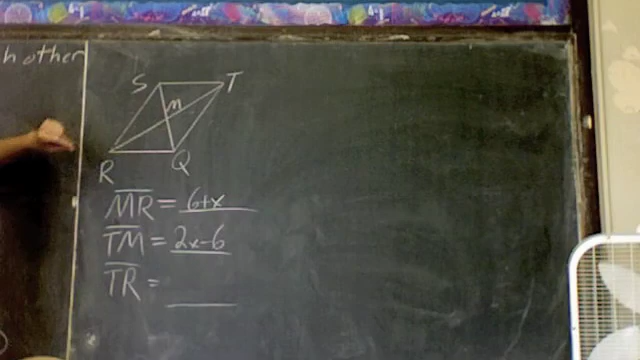 h other
S T
M
R Q
MR = 6+x
TM = 2x-6
TR =